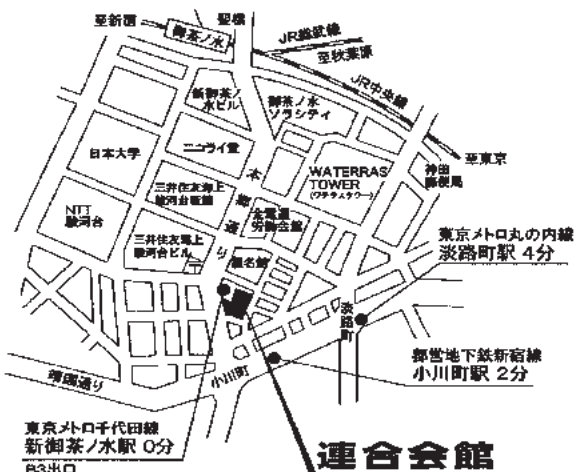 至新宿
御茶ノ水
聖橋
JR総武線
至秋葉原
JR中央線
至東京
新御茶ノ
水ビル
御茶ノ水
ソラシティ
日本大学
ニコライ堂
本郷通り
WATERRAS
TOWER
(ワテラスタワー)
神田
郵便局
三井住友海上
駿河台新館
NTT
駿河台
全電通
労働会館
三井住友海上
駿河台ビル
〒
東京メトロ丸の内線
淡路町駅 4分
淡路町
都営地下鉄新宿線
小川町駅 2分
靖国通り
小川町
東京メトロ千代田線
新御茶ノ水駅 0分
B3出口
連合会館